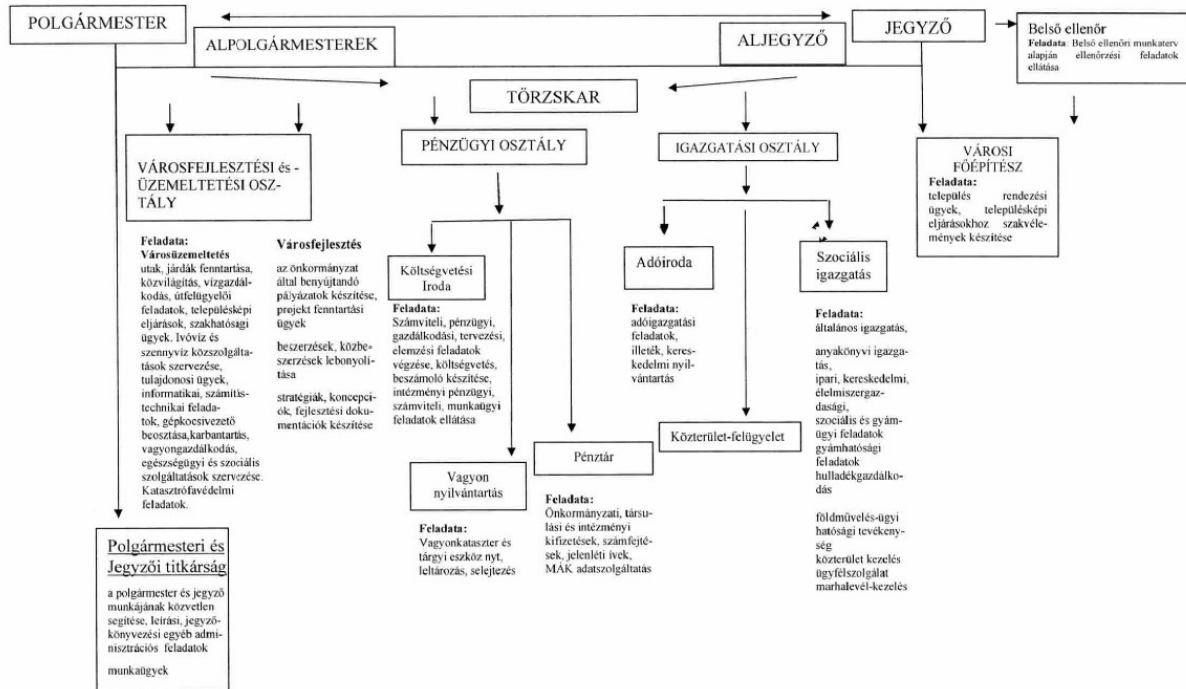 POLGÁRMESTER
ALPOLGÁRMESTEREK
ALJEGYZŐ
JEGYZŐ
Belső ellenőr
Feladata: Belső ellenőri munkaterv
alapján ellenőrzési feladatok
ellátása
TÖRZSKAR
VÁROSFEJLESZTÉSI és -
ÜZEMELTETÉSI OSZ-
TÁLY
PÉNZÜGYI OSZTÁLY
IGAZGATÁSI OSZTÁLY
VÁROSI
FŐÉPÍTÉSZ
Feladata:
település rendezési
ügyek, településképi
eljárásokhoz szakvéle-
mények készítése
Feladata:
Városüzemeltetés
utak, járdák fenntartása,
közvilágítás, vízgazdál-
kodás, útfelügyelői
feladatok, településképi
eljárások, szakhatósági
ügyek. Ivóvíz és
szennyvíz közszolgálta-
tások szervezése,
tulajdonosi ügyek,
informatikai, számítás-
technikai felada-
tok, gépkocsivezető
beosztása,karbantartás,
vagyongazdálkodás,
egészségügyi és szociális
szolgáltatások szervezése.
Katasztrófavédelmi
feladatok.
Városfejlesztés
az önkormányzat
által benyújtandó
pályázatok készítése,
projekt fenntartási
ügyek
beszerzések, közbe-
szerzések lebonyolí-
tása
stratégiák, koncepci-
ók, fejlesztési doku-
mentációk készítése
Költségvetési
Iroda
Feladata:
Számviteli, pénzügyi,
gazdálkodási, tervezési,
elemzési feladatok
végzése, költségvetés,
beszámoló készítése,
intézményi pénzügyi,
számviteli, munkaügyi
feladatok ellátása
Vagyon
nyilvántartás
Feladata:
Vagyonkataszter és
tárgyi eszköz nyt,
leltározás, selejtezés
Pénztár
Feladata:
Önkormányzati, társu-
lási és intézményi
kifizetések, számfejté-
sek, jelenléti ívek,
MÁK adatszolgáltatás
Adóiroda
Feladata:
adóigazgatási
feladatok,
illeték, keres-
kedelmi nyil-
vántartás
Közterület-felügyelet
Szociális
igazgatás
Feladata:
általános igazgatás,
anyakönyvi igazga-
tás,
ipari, kereskedelmi,
élelmiszergaz-
dasági,
szociális és gyám-
ügyi feladatok
gyámhatósági
feladatok
hulladékgazdálko-
dás
földművelés-ügyi
hatósági tevékeny-
ség
közterület kezelés
ügyfélszolgálat
marhalevél-kezelés
Polgármesteri és
Jegyzői titkárság
a polgármester és jegyző
munkájának közvetlen
segítése, leírási, jegyző-
könyvezési egyéb admi-
nisztrációs feladatok
munkaügyek